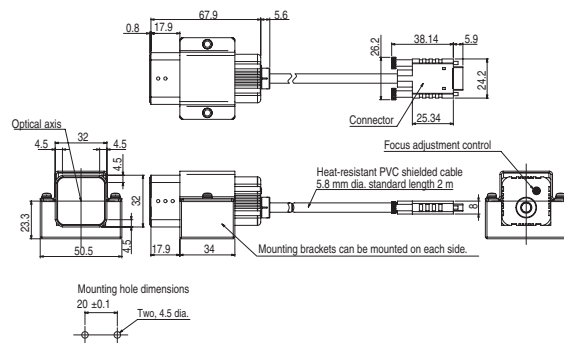 67.9
0.8
17.9
5.6
38.14
5.9
26.2
24.2
Connector
25.34
Optical axis
32
4.5
4.5
4.5
Focus adjustment control
Heat-resistant PVC shielded cable
5.8 mm dia. standard length 2 m
32
8
23.3
4.5
Mounting brackets can be mounted on each side.
50.5
17.9
34
Mounting hole dimensions
20 ±0.1
Two, 4.5 dia.